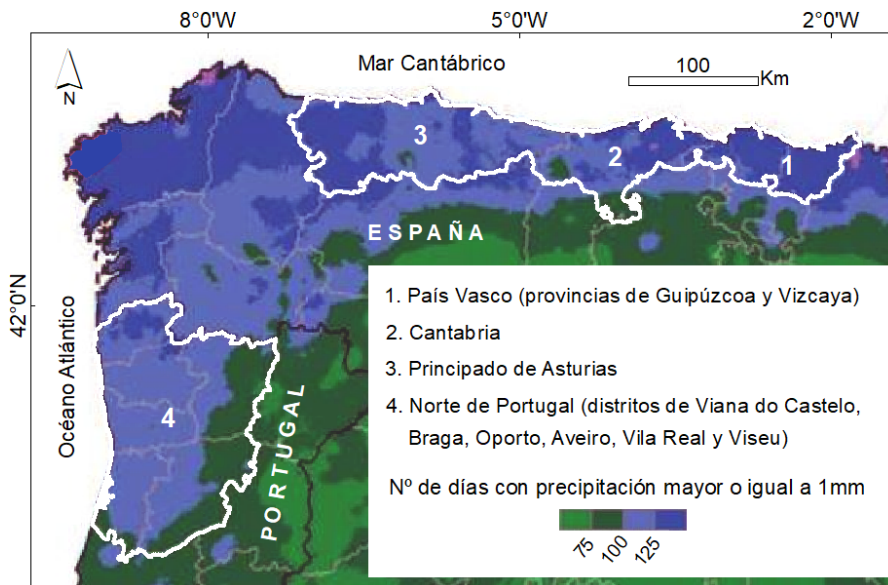 8°0'W
5°0'W
2°0'W
Mar Cantábrico
100
Km
N
3
2
1
ESPAÑA
42°0'N
Océano Atlántico
4
PORTUGAL
1. País Vasco (provincias de Guipúzcoa y Vizcaya)
2. Cantabria
3. Principado de Asturias
4. Norte de Portugal (distritos de Viana do Castelo,
Braga, Oporto, Aveiro, Vila Real y Viseu)
Nº de días con precipitación mayor o igual a 1mm
75
100
125